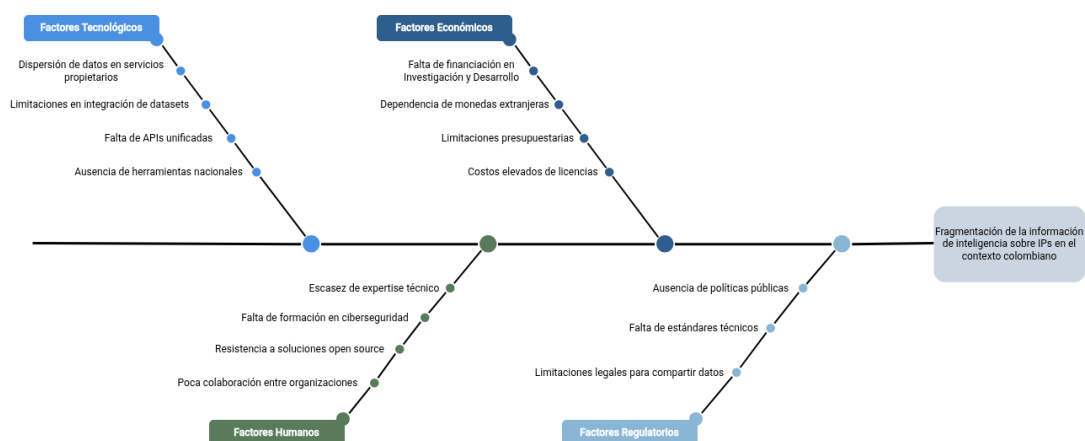 Factores Tecnológicos
Dispersión de datos en servicios
propietarios
Limitaciones en integración de datasets
Falta de APIs unificadas
Ausencia de herramientas nacionales
Factores Económicos
Falta de financiación en
Investigación y Desarrollo
Dependencia de monedas extranjeras
Limitaciones presupuestarias
Costos elevados de licencias
Fragmentación de la información
de inteligencia sobre IPs en el
contexto colombiano
Escasez de expertise técnico
Falta de formación en ciberseguridad
Resistencia a soluciones open source
Poca colaboración entre organizaciones
Factores Humanos
Ausencia de políticas públicas
Falta de estándares técnicos
Limitaciones legales para compartir datos
Factores Regulatorios